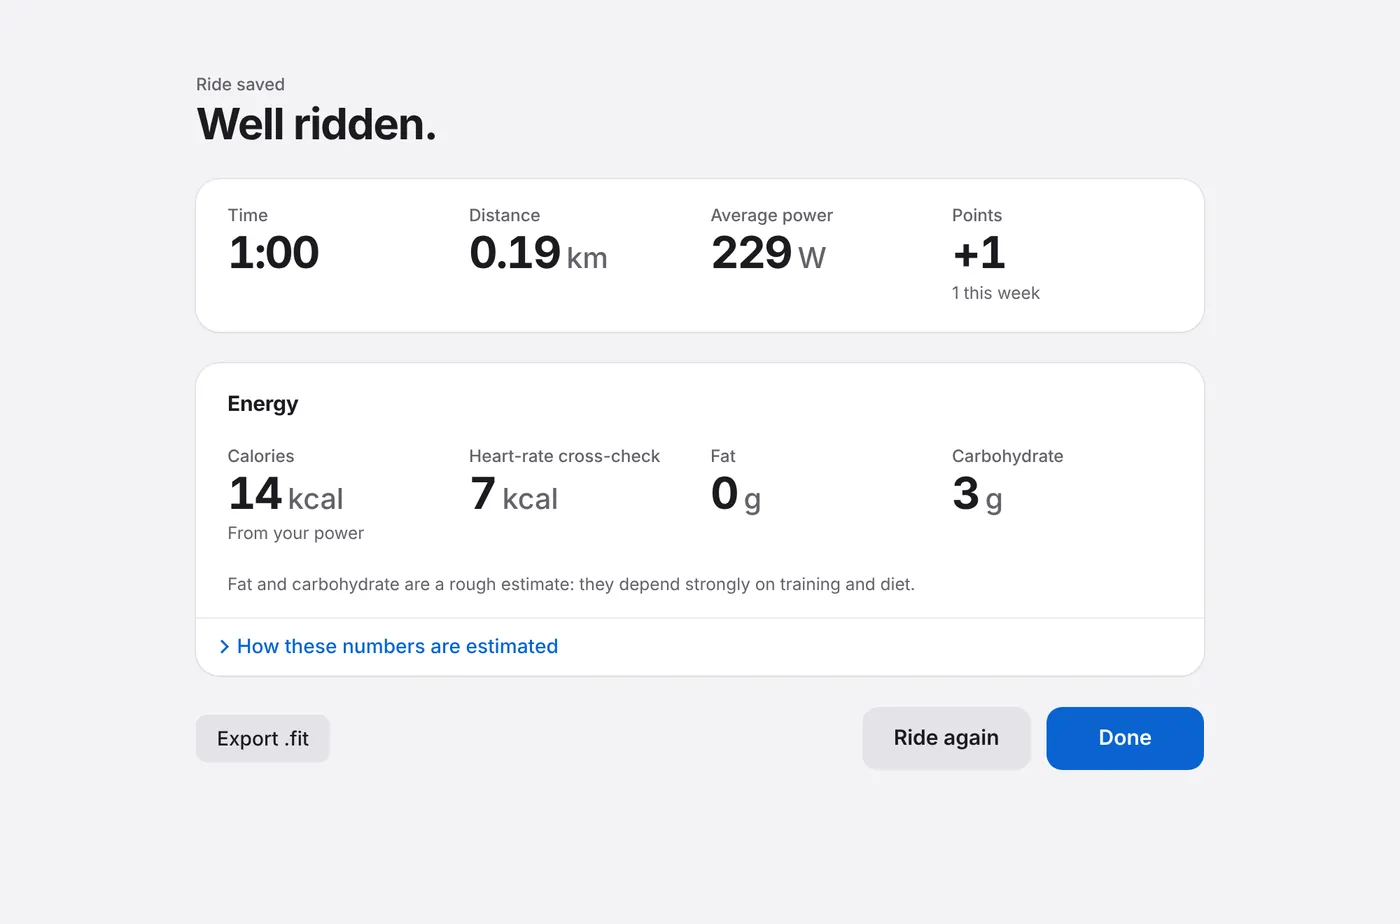 Ride saved
Well ridden.
Time
1:00
Distance
0.19 km
Average power
229 W
Points
+1
1 this week
Energy
Calories
14 kcal
From your power
Heart-rate cross-check
7 kcal
Fat
0 g
Carbohydrate
3 g
Fat and carbohydrate are a rough estimate: they depend strongly on training and diet.
How these numbers are estimated
Export .fit
Ride again
Done